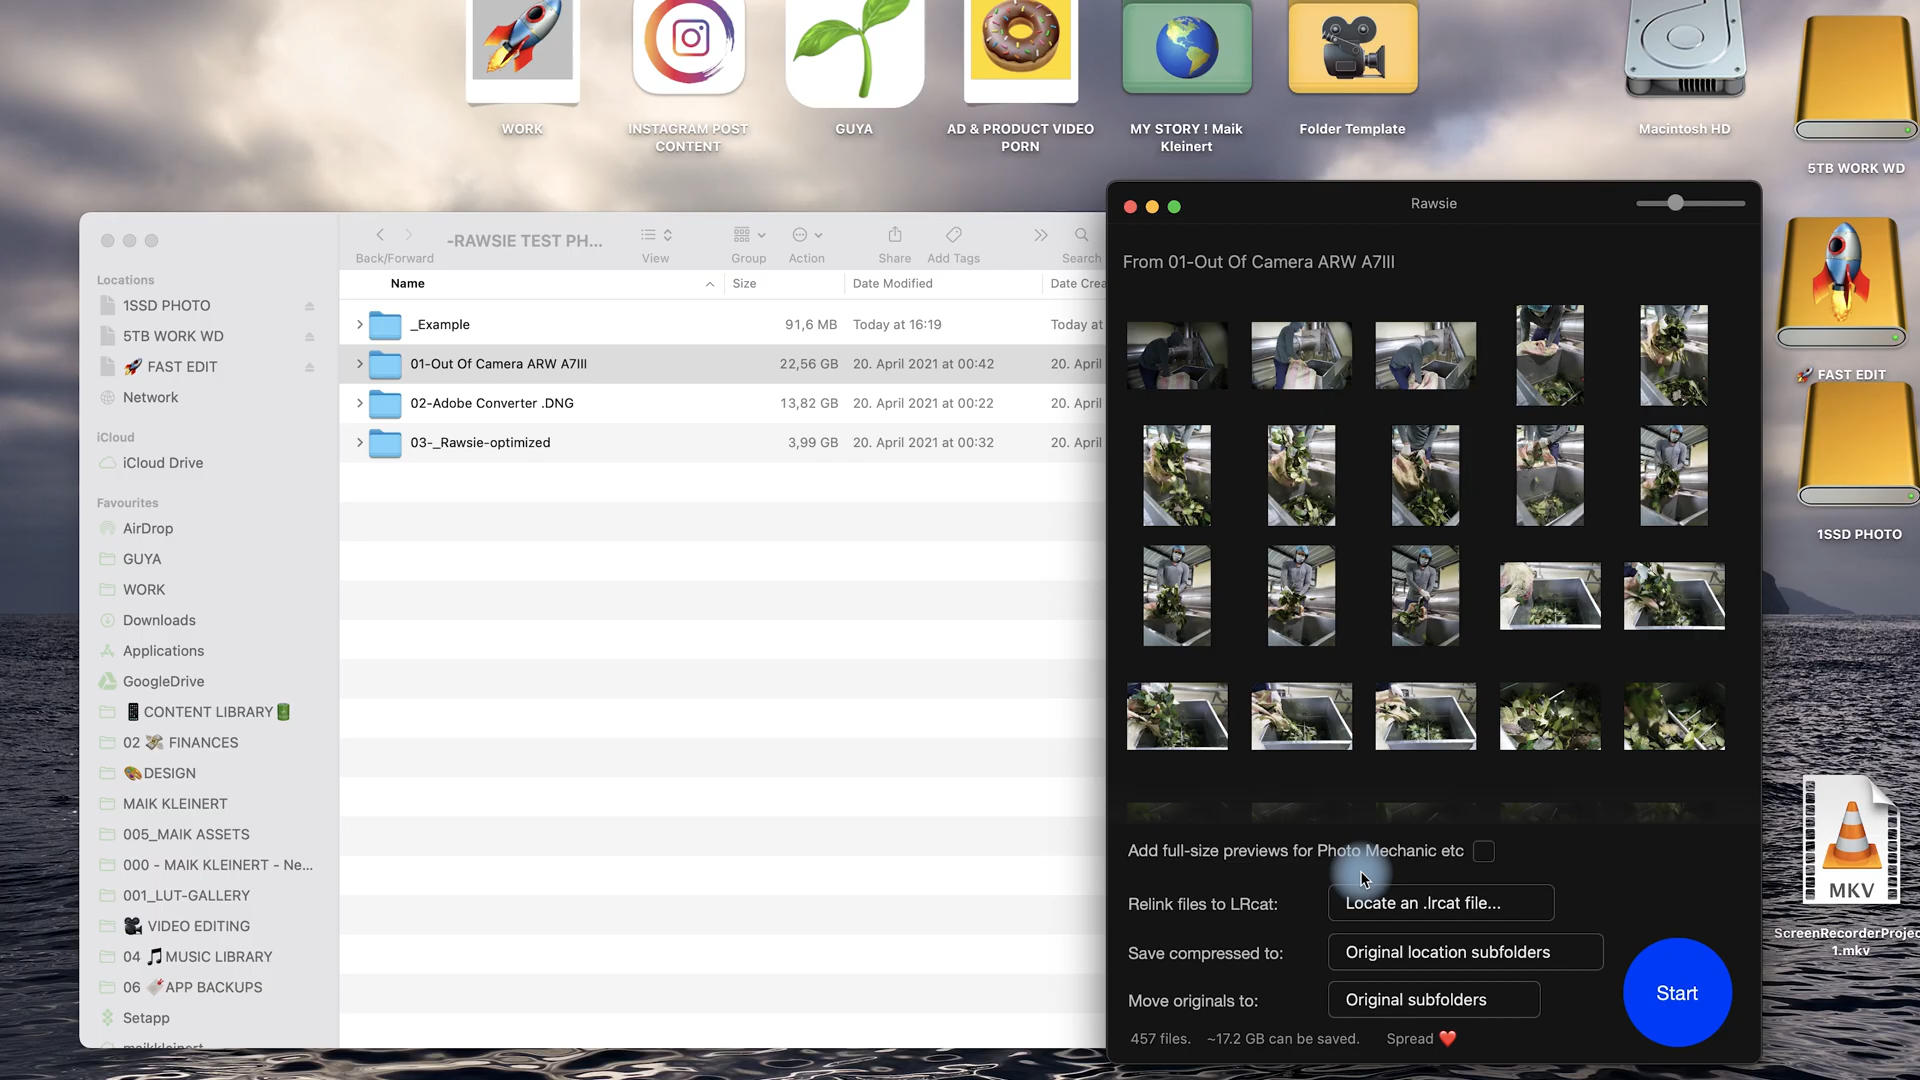 WORK
INSTAGRAM POST
CONTENT
GUYA
AD & PRODUCT VIDEO
PORN
MY STORY ! Maik
Kleinert
Folder Template
Macintosh HD
5TB WORK WD
FAST EDIT
1SSD PHOTO
MKV
ScreenRecorderProjec
1.mkv
-RAWSIE TEST PH...
Back/Forward
View
Group
Action
Share
Add Tags
Search
Name
Size
Date Modified
Date Crea
_Example
91,6 MB
Today at 16:19
Today at
01-Out Of Camera ARW A7III
22,56 GB
20. April 2021 at 00:42
20. April
02-Adobe Converter .DNG
13,82 GB
20. April 2021 at 00:22
20. April
03-_Rawsie-optimized
3,99 GB
20. April 2021 at 00:32
20. April
Locations
1SSD PHOTO
5TB WORK WD
🚀 FAST EDIT
Network
iCloud
iCloud Drive
Favourites
AirDrop
GUYA
WORK
Downloads
Applications
GoogleDrive
CONTENT LIBRARY
02 💸 FINANCES
🎨DESIGN
MAIK KLEINERT
005_MAIK ASSETS
000 - MAIK KLEINERT - Ne...
001_LUT-GALLERY
🎥 VIDEO EDITING
04 🎵MUSIC LIBRARY
06 APP BACKUPS
Setapp
Rawsie
From 01-Out Of Camera ARW A7III
Add full-size previews for Photo Mechanic etc
Relink files to LRcat:
Locate an .lrcat file...
Save compressed to:
Original location subfolders
Move originals to:
Original subfolders
Start
457 files.
~17.2 GB can be saved.
Spread ❤️